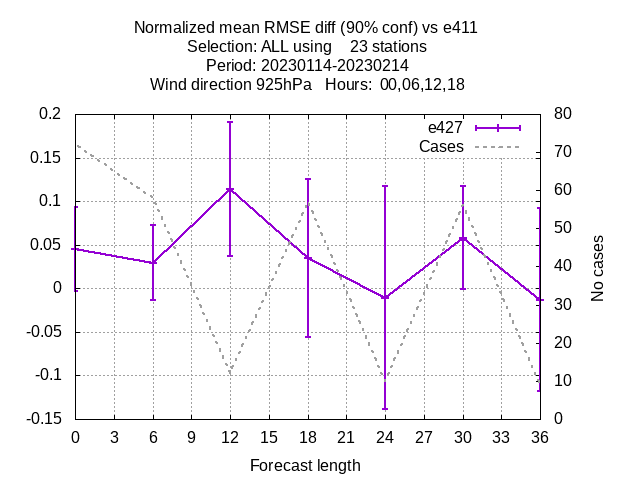 Normalized mean RMSE diff (90% conf) vs e411
Selection: ALL using    23 stations
Period: 20230114-20230214
Wind direction 925hPa   Hours:  00,06,12,18
0.2
0.15
0.1
0.05
0
-0.05
-0.1
-0.15
e427
Cases
80
70
60
50
40
30
20
10
0
No cases
0 3 6 9 12 15 18 21 24 27 30 33 36
Forecast length